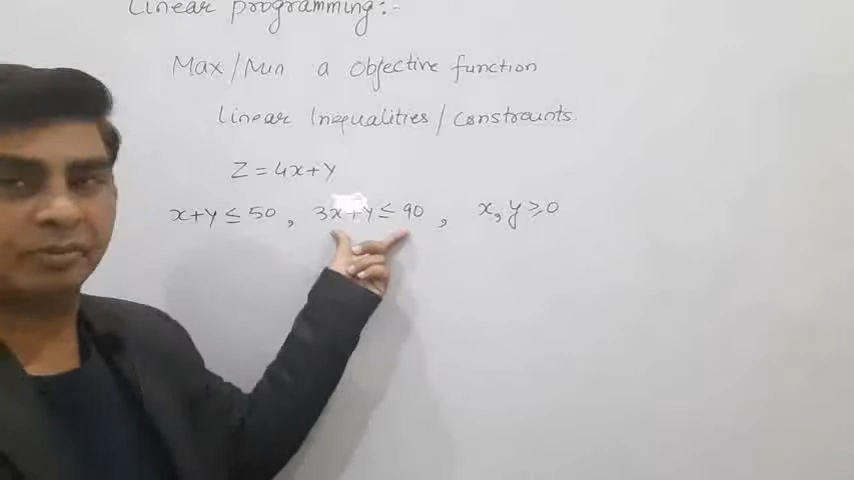 Linear programming:-
Max/Min a objective function
Linear Inequalities/Constraints.
Z = 4x+y
x+y ≤ 50, 3x+y ≤ 90, x, y ≥ 0